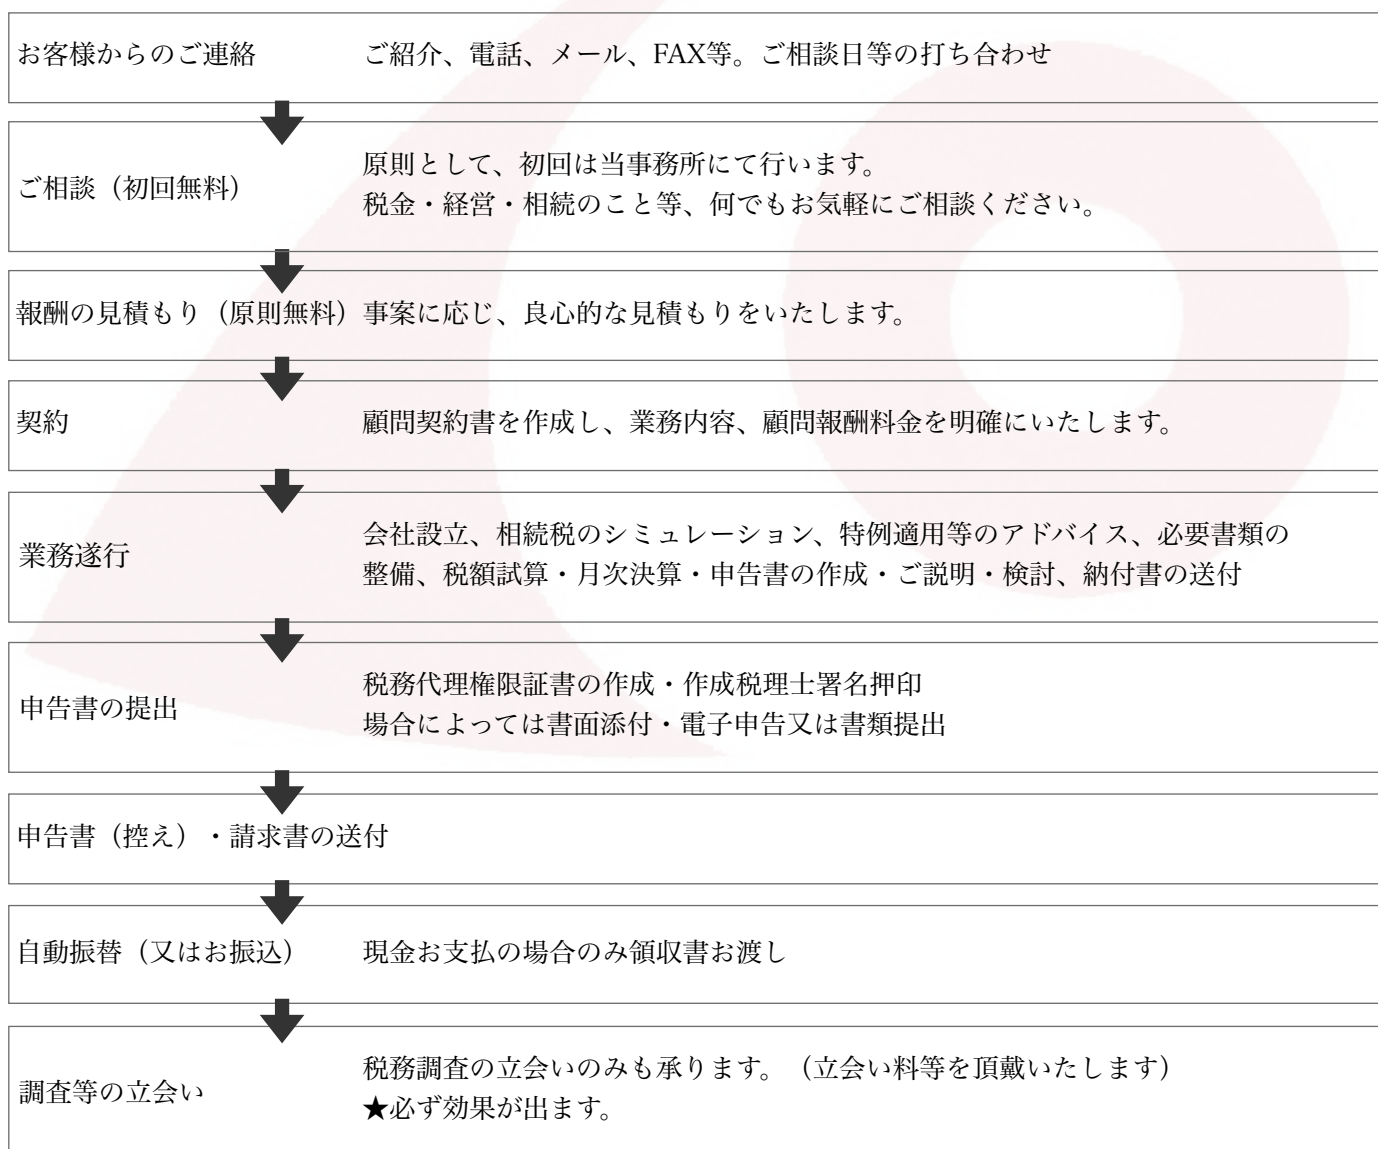 お客様からのご連絡　ご紹介、電話、メール、FAX等。ご相談日等の打ち合わせ
ご相談（初回無料）
原則として、初回は当事務所にて行います。
税金・経営・相続のこと等、何でもお気軽にご相談ください。
報酬の見積もり（原則無料）事案に応じ、良心的な見積もりをいたします。
契約　顧問契約書を作成し、業務内容、顧問報酬料金を明確にいたします。
業務遂行
会社設立、相続税のシミュレーション、特例適用等のアドバイス、必要書類の
整備、税額試算・月次決算・申告書の作成・ご説明・検討、納付書の送付
申告書の提出
税務代理権限証書の作成・作成税理士署名押印
場合によっては書面添付・電子申告又は書類提出
申告書（控え）・請求書の送付
自動振替（又はお振込）　現金お支払の場合のみ領収書お渡し
調査等の立会い
税務調査の立会いのみも承ります。（立会い料等を頂戴いたします）
★必ず効果が出ます。